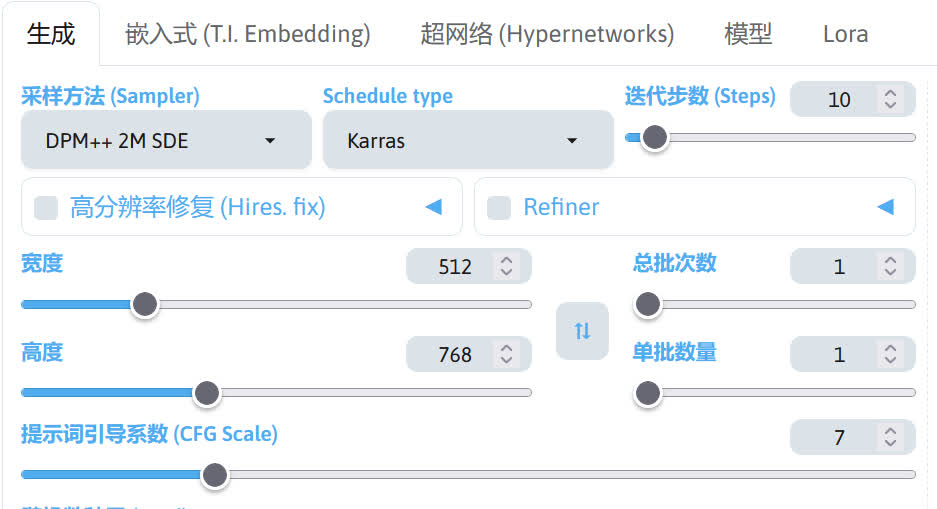 生成 嵌入式 (T.I. Embedding) 超网络 (Hypernetworks) 模型 Lora
采样方法 (Sampler) Schedule type 迭代步数 (Steps) 10
DPM++ 2M SDE Karras
高分辨率修复 (Hires. fix) Refiner
宽度 512 总批次数 1
高度 768 单批数量 1
提示词引导系数 (CFG Scale) 7